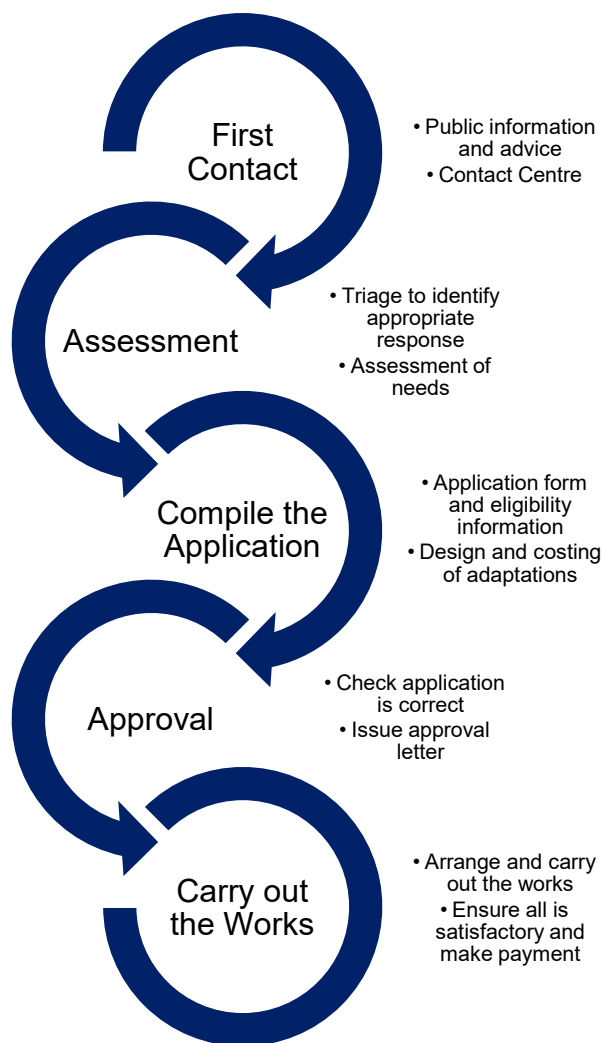 First
Contact
• Public information
and advice
• Contact Centre
Assessment
• Triage to identify
appropriate
response
• Assessment of
needs
Compile the
Application
• Application form
and eligibility
information
• Design and costing
of adaptations
Approval
• Check application
is correct
• Issue approval
letter
Carry out
the Works
• Arrange and carry
out the works
• Ensure all is
satisfactory and
make payment